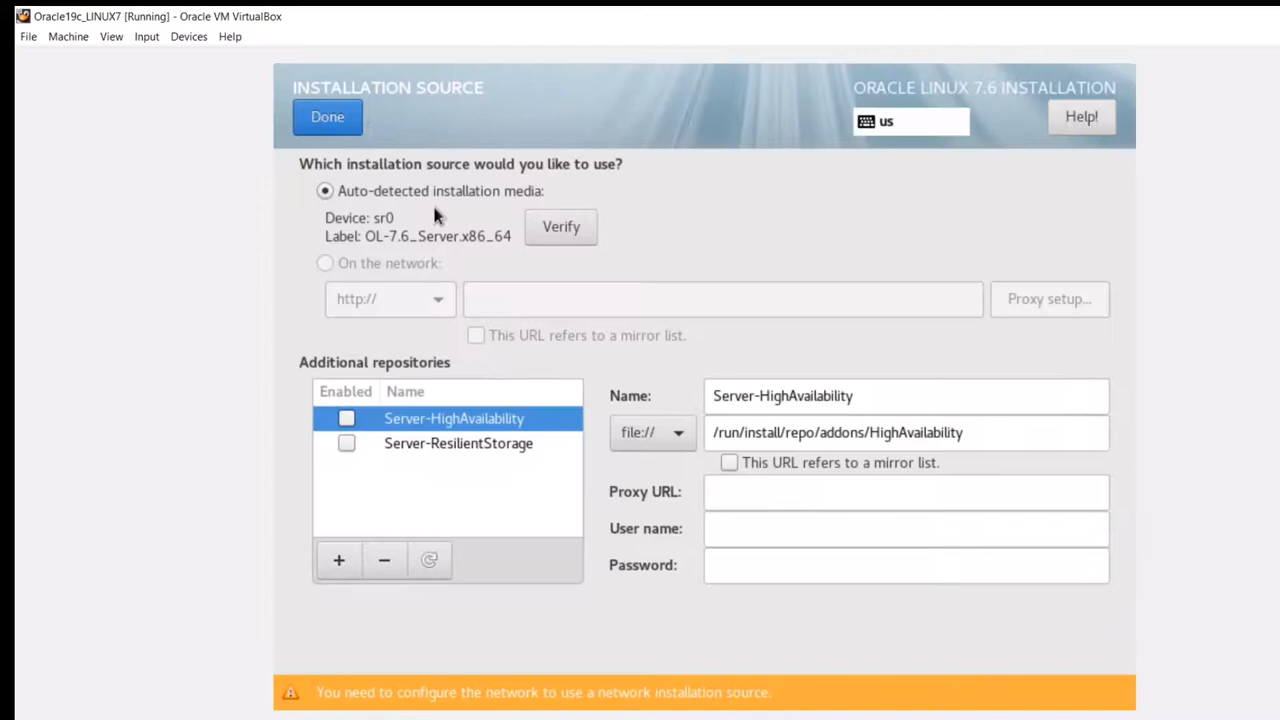 Oracle19c_LINUX7 [Running] - Oracle VM VirtualBox
File Machine View Input Devices Help
INSTALLATION SOURCE
ORACLE LINUX 7.6 INSTALLATION
Done
us
Help!
Which installation source would you like to use?
Auto-detected installation media:
Device: sr0
Label: OL-7.6_Server.x86_64
Verify
On the network:
http://
Proxy setup...
This URL refers to a mirror list.
Additional repositories
Enabled Name
Server-HighAvailability
Server-ResilientStorage
Name: Server-HighAvailability
file:// /run/install/repo/addons/HighAvailability
This URL refers to a mirror list.
Proxy URL:
User name:
Password:
You need to configure the network to use a network installation source.